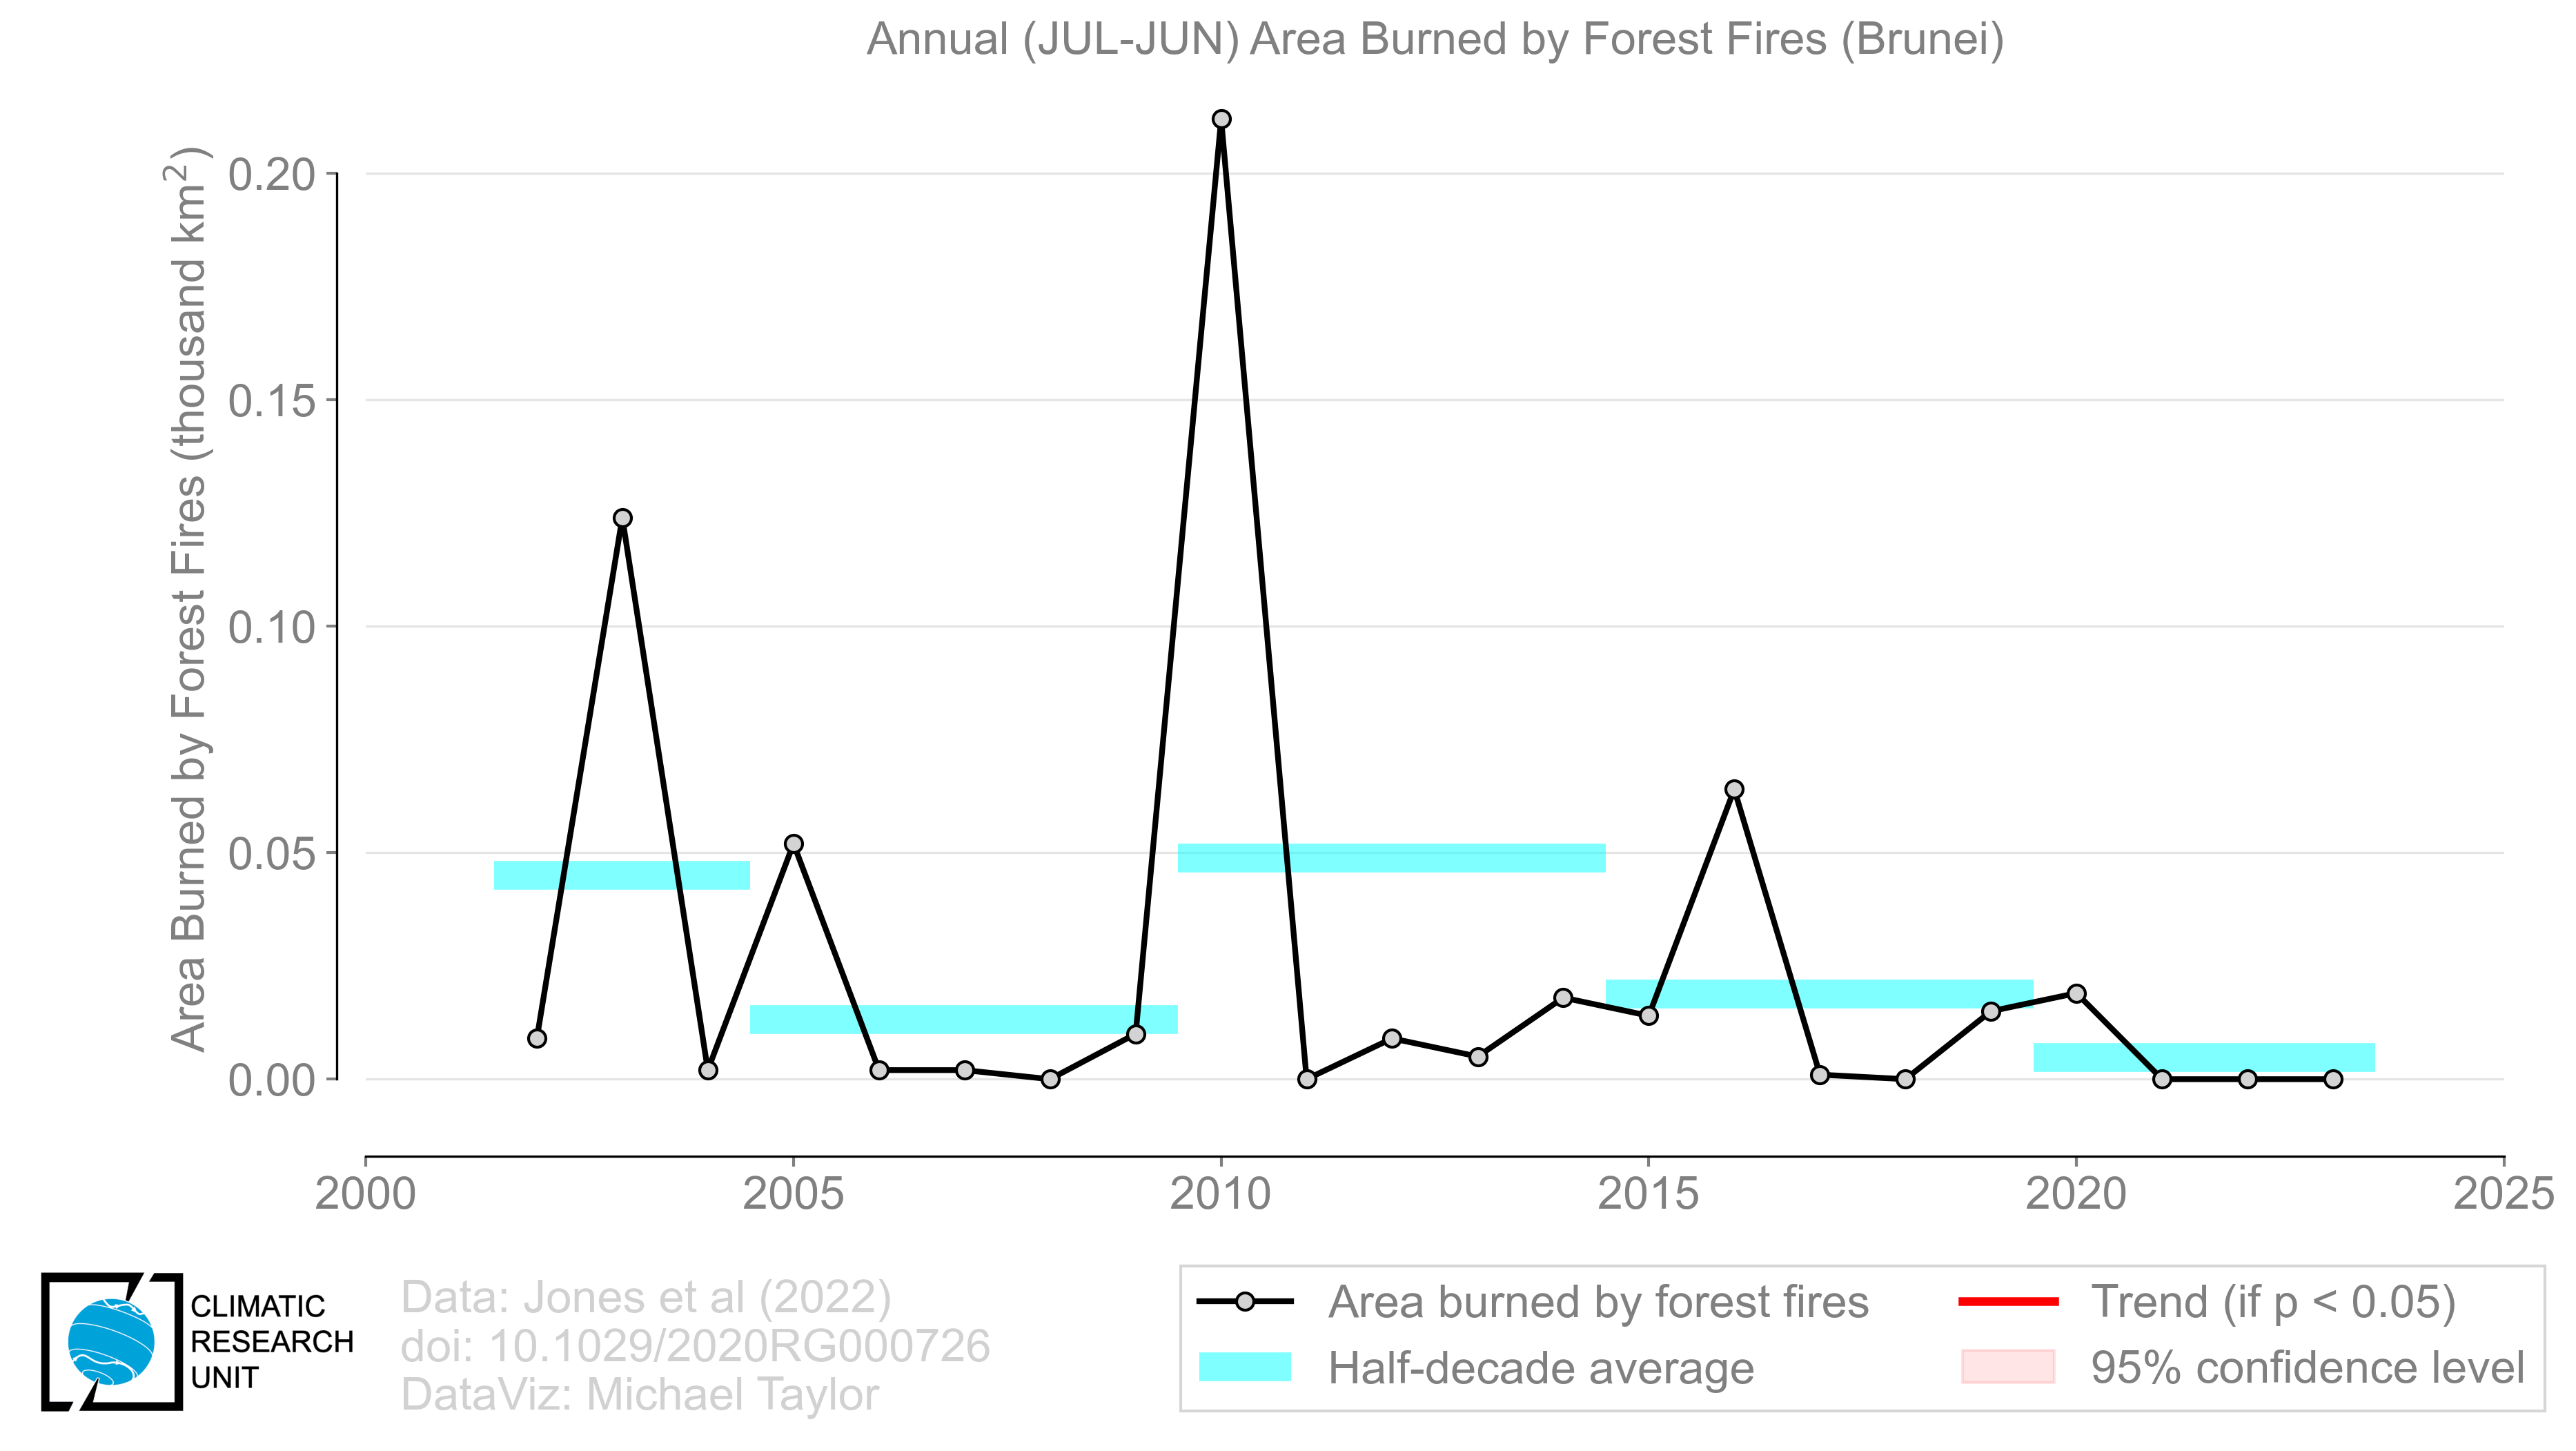 Annual (JUL-JUN) Area Burned by Forest Fires (Brunei)
Area Burned by Forest Fires (thousand km²)
0.20
0.15
0.10
0.05
0.00
2000 2005 2010 2015 2020 2025
CLIMATIC
RESEARCH
UNIT
Data: Jones et al (2022)
doi: 10.1029/2020RG000726
DataViz: Michael Taylor
Area burned by forest fires
Half-decade average
Trend (if p < 0.05)
95% confidence level